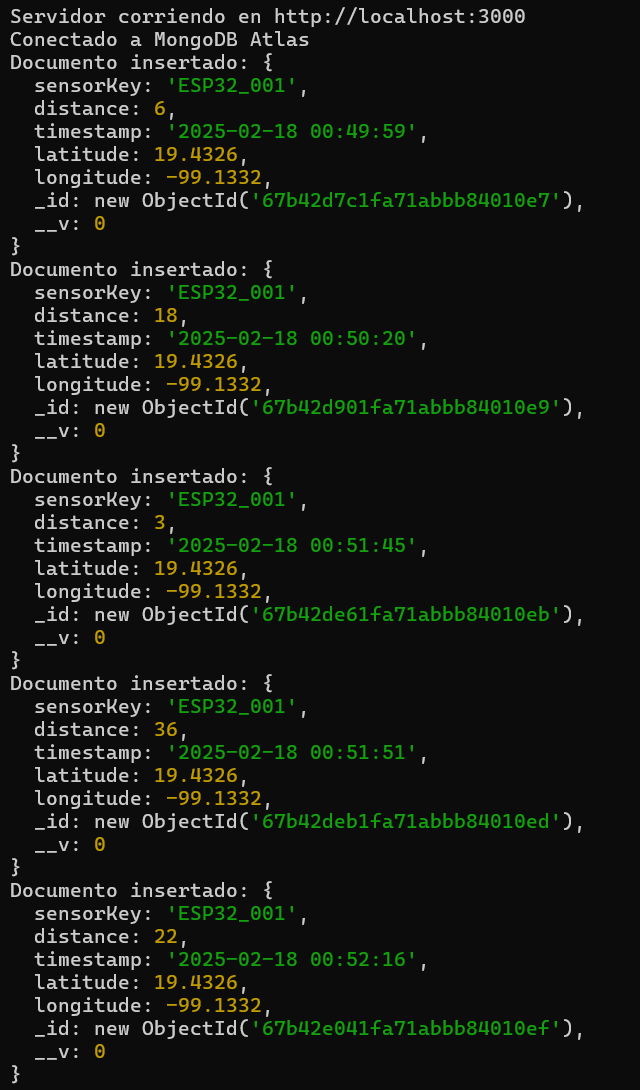 Servidor corriendo en http://localhost:3000
Conectado a MongoDB Atlas
Documento insertado: {
  sensorKey: 'ESP32_001',
  distance: 6,
  timestamp: '2025-02-18 00:49:59',
  latitude: 19.4326,
  longitude: -99.1332,
  _id: new ObjectId('67b42d7c1fa71abbb84010e7'),
  __v: 0
}
Documento insertado: {
  sensorKey: 'ESP32_001',
  distance: 18,
  timestamp: '2025-02-18 00:50:20',
  latitude: 19.4326,
  longitude: -99.1332,
  _id: new ObjectId('67b42d901fa71abbb84010e9'),
  __v: 0
}
Documento insertado: {
  sensorKey: 'ESP32_001',
  distance: 3,
  timestamp: '2025-02-18 00:51:45',
  latitude: 19.4326,
  longitude: -99.1332,
  _id: new ObjectId('67b42de61fa71abbb84010eb'),
  __v: 0
}
Documento insertado: {
  sensorKey: 'ESP32_001',
  distance: 36,
  timestamp: '2025-02-18 00:51:51',
  latitude: 19.4326,
  longitude: -99.1332,
  _id: new ObjectId('67b42deb1fa71abbb84010ed'),
  __v: 0
}
Documento insertado: {
  sensorKey: 'ESP32_001',
  distance: 22,
  timestamp: '2025-02-18 00:52:16',
  latitude: 19.4326,
  longitude: -99.1332,
  _id: new ObjectId('67b42e041fa71abbb84010ef'),
  __v: 0
}